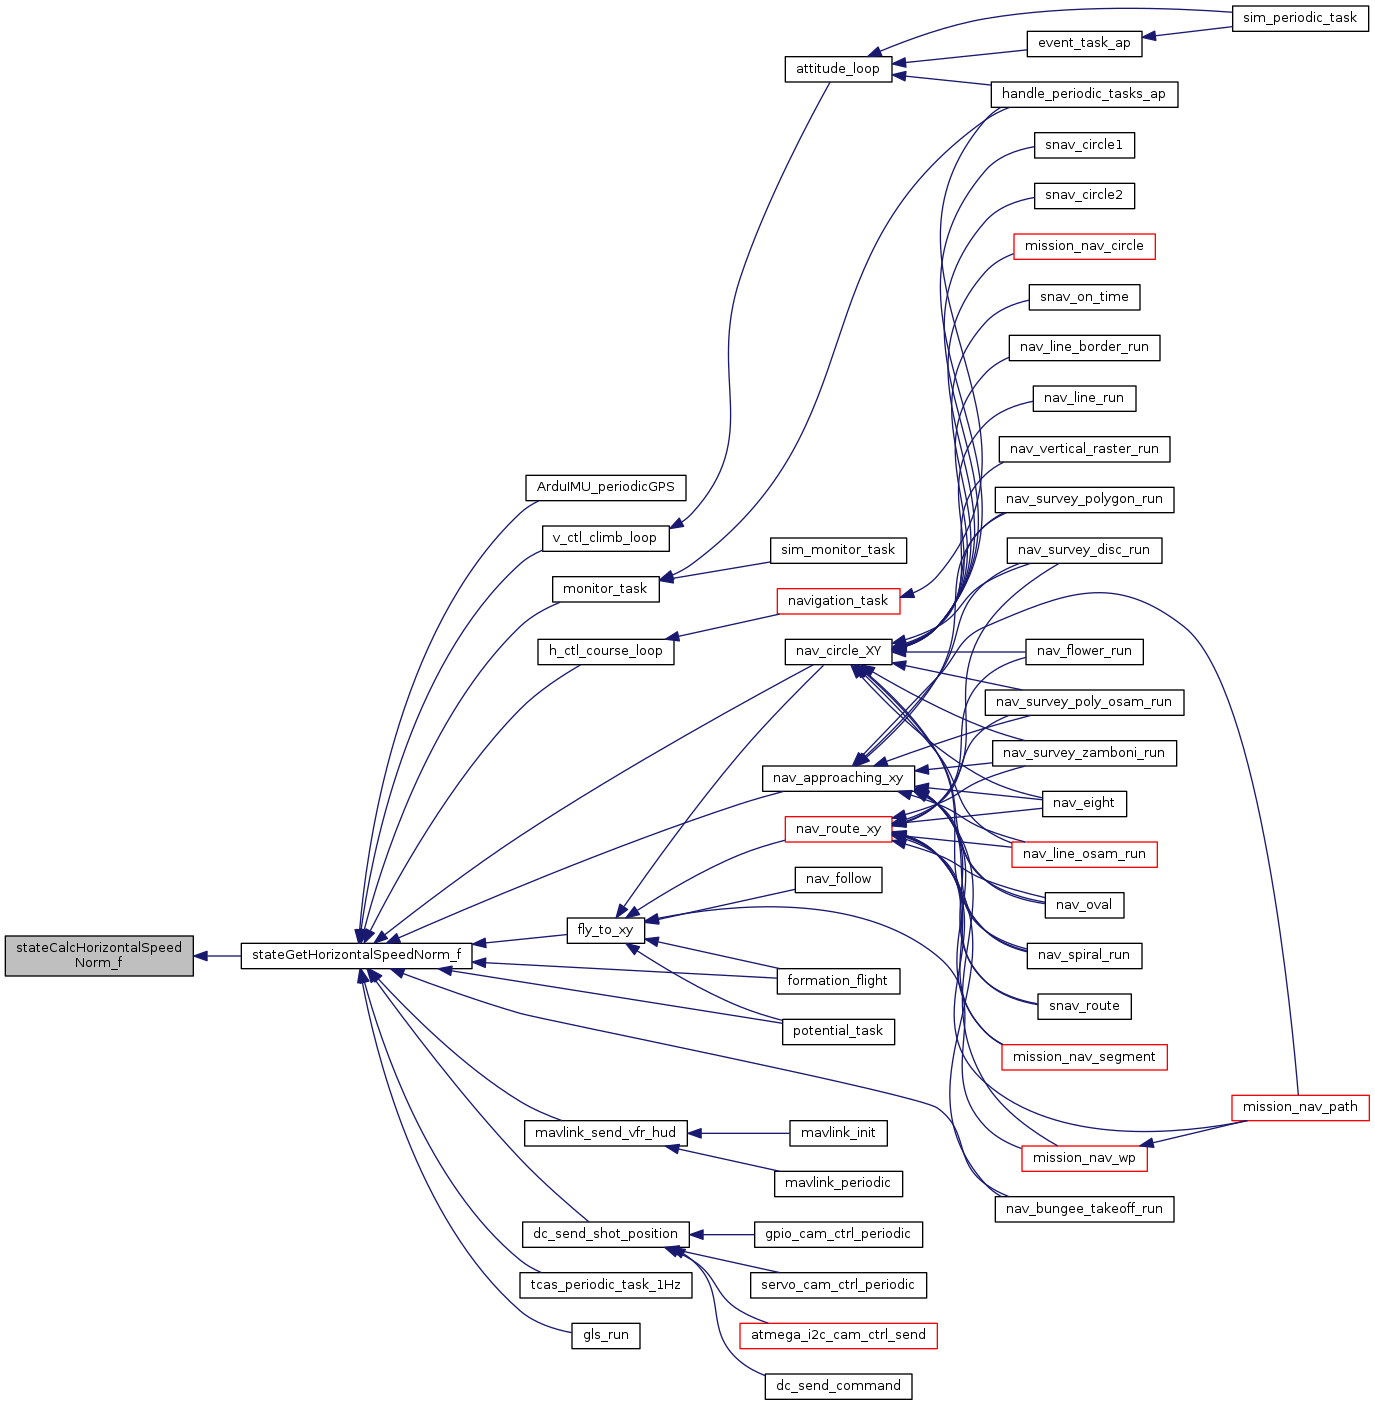 sim_periodic_task
event_task_ap
attitude_loop
handle_periodic_tasks_ap
snav_circle1
snav_circle2
mission_nav_circle
snav_on_time
nav_line_border_run
nav_line_run
nav_vertical_raster_run
ArduIMU_periodicGPS
nav_survey_polygon_run
v_ctl_climb_loop
sim_monitor_task
nav_survey_disc_run
monitor_task
navigation_task
h_ctl_course_loop
nav_circle_XY
nav_flower_run
nav_survey_poly_osam_run
nav_survey_zamboni_run
nav_approaching_xy
nav_eight
nav_route_xy
nav_line_osam_run
nav_follow
nav_oval
fly_to_xy
stateCalcHorizontalSpeed
Norm_f
stateGetHorizontalSpeedNorm_f
nav_spiral_run
formation_flight
snav_route
potential_task
mission_nav_segment
mission_nav_path
mavlink_send_vfr_hud
mavlink_init
mission_nav_wp
mavlink_periodic
nav_bungee_takeoff_run
dc_send_shot_position
gpio_cam_ctrl_periodic
tcas_periodic_task_1Hz
servo_cam_ctrl_periodic
gls_run
atmega_i2c_cam_ctrl_send
dc_send_command